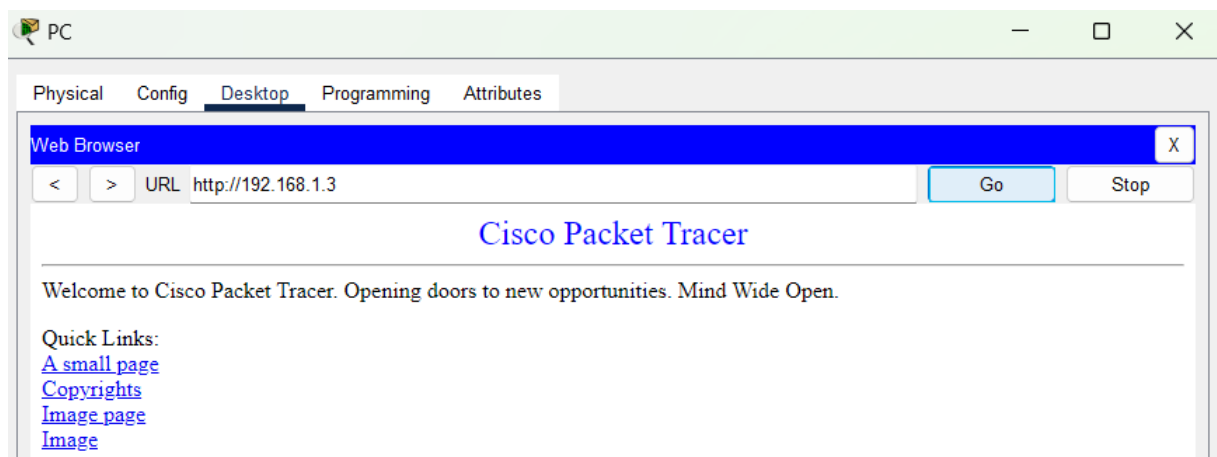 PC
Physical Config Desktop Programming Attributes
Web Browser X
< > URL http://192.168.1.3 Go Stop
Cisco Packet Tracer
Welcome to Cisco Packet Tracer. Opening doors to new opportunities. Mind Wide Open.
Quick Links:
A small page
Copyrights
Image page
Image